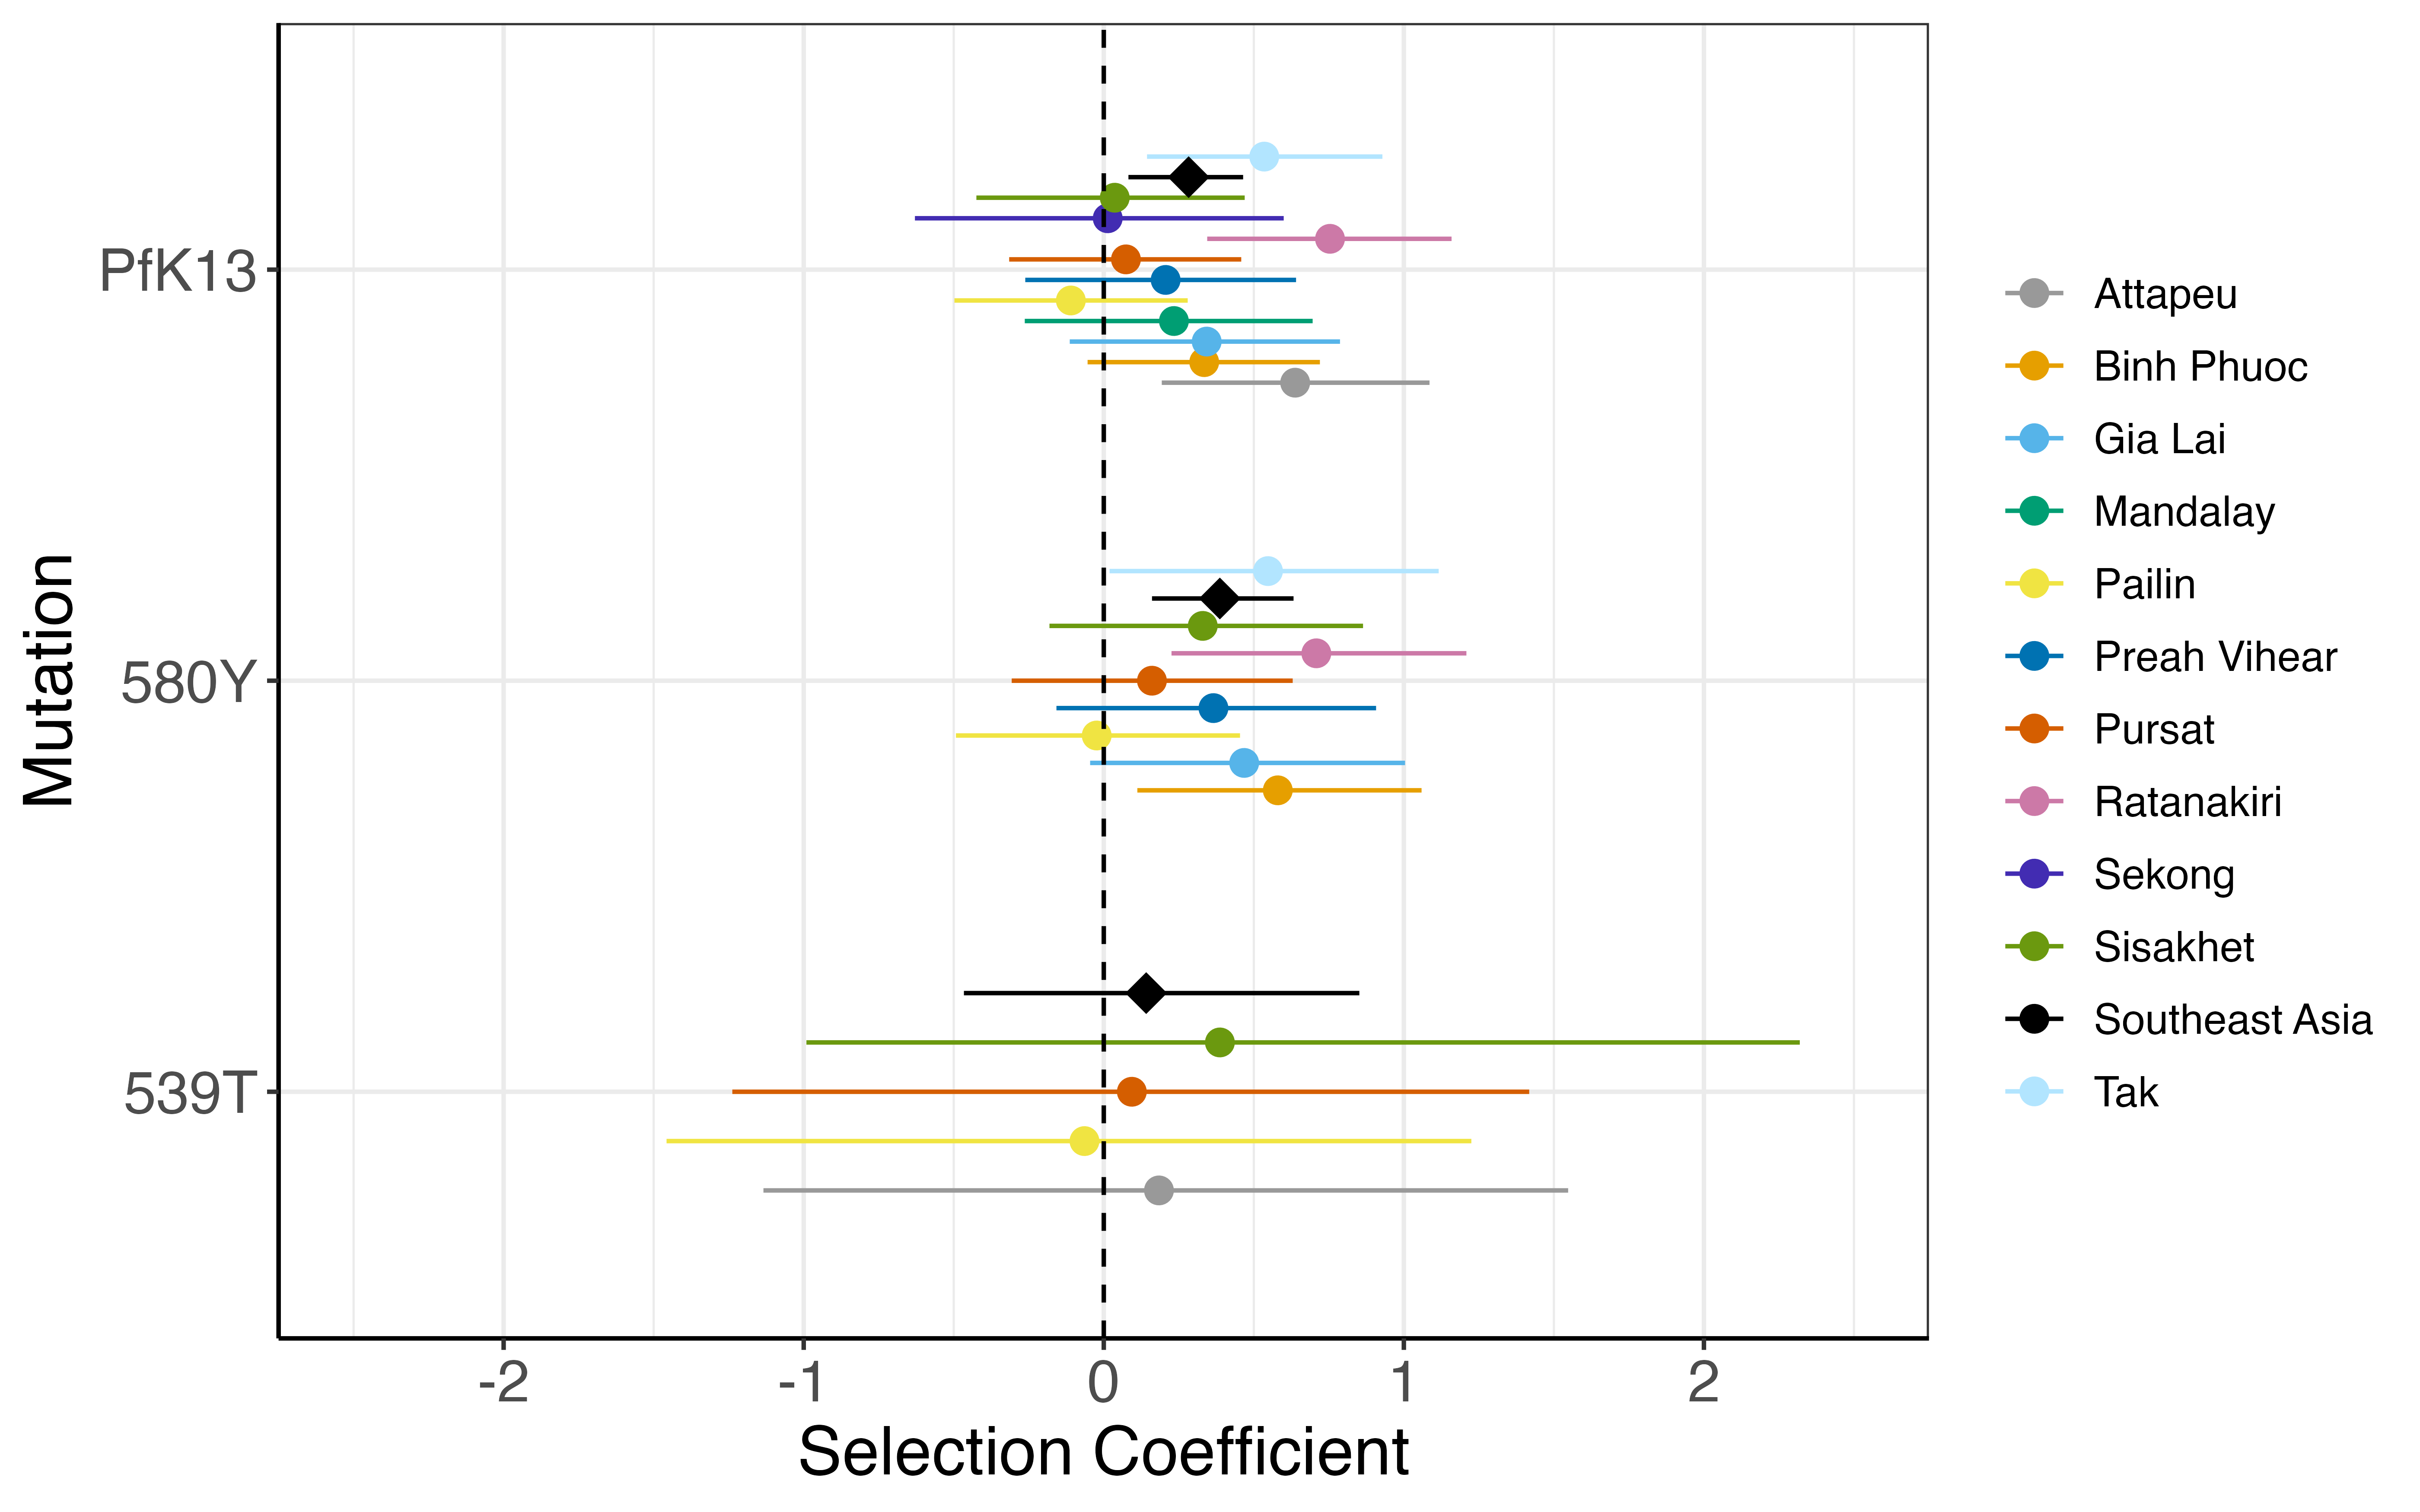 Mutation
PfK13
580Y
539T
-2 -1 0 1 2
Selection Coefficient
Attapeu
Binh Phuoc
Gia Lai
Mandalay
Pailin
Preah Vihear
Pursat
Ratanakiri
Sekong
Sisakhet
Southeast Asia
Tak